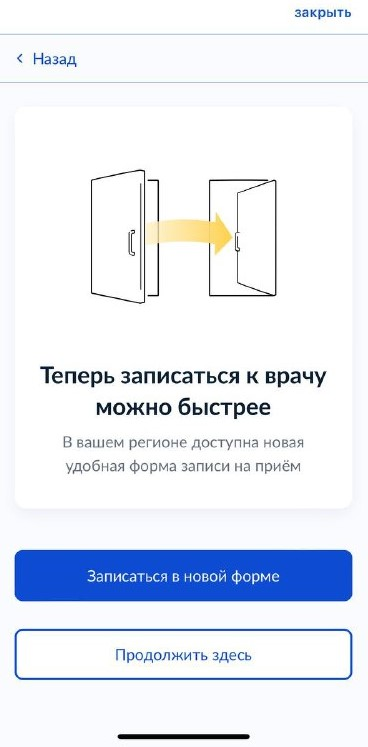 закрыть
Назад
Теперь записаться к врачу
можно быстрее
В вашем регионе доступна новая
удобная форма записи на приём
Записаться в новой форме
Продолжить здесь